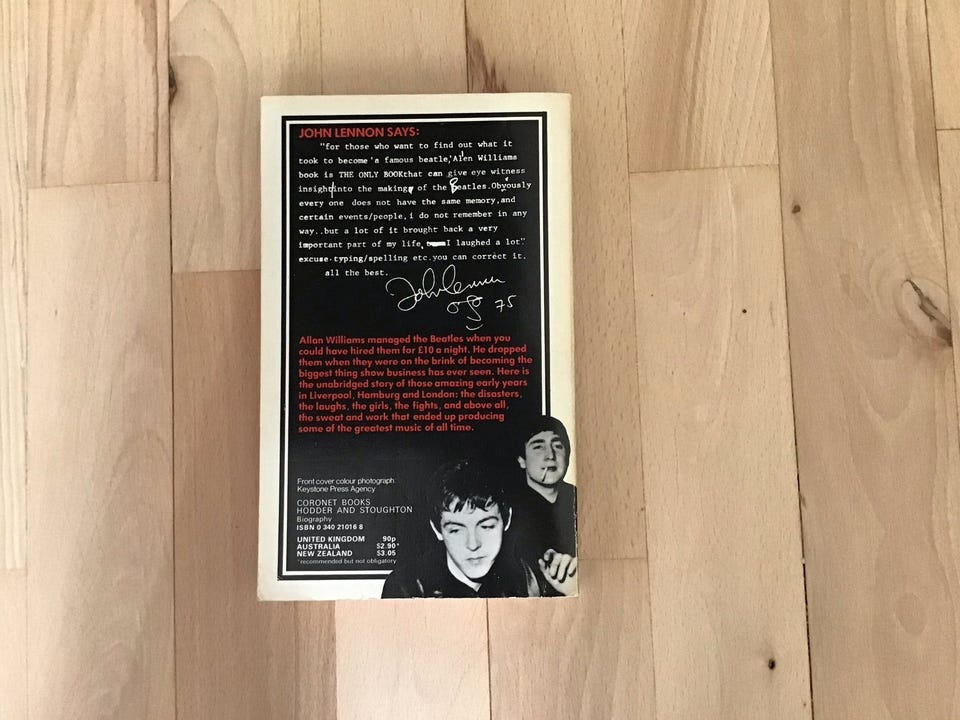 JOHN LENNON SAYS:
"for those who want to find out what it
took to become 'a famous beatle,' Alen Williams
book is THE ONLY BOOKthat can give eye witness
insight into the making of the Beatles.Obviously
every one does not have the same memory,and
certain events/people,i do not remember in any
way..but a lot of it brought back a very
important part of my life, I laughed a lot".
excuse typing/spelling etc.you can correct it.
all the best.
John Lennon
75
Allan Williams managed the Beatles when you
could have hired them for £10 a night. He dropped
them when they were on the brink of becoming the
biggest thing show business has ever seen. Here is
the unabridged story of those amazing early years
in Liverpool, Hamburg and London: the disasters,
the laughs, the girls, the fights, and above all,
the sweat and work that ended up producing
some of the greatest music of all time.
Front cover colour photograph:
Keystone Press Agency
CORONET BOOKS
HODDER AND STOUGHTON
Biography
ISBN 0 340 21016 8
UNITED KINGDOM 90p
AUSTRALIA $2.90*
NEW ZEALAND $3.05
*recommended but not obligatory